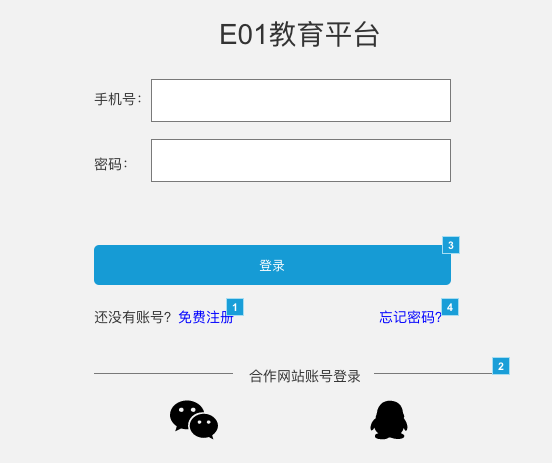 E01教育平台
手机号：
密码：
3
登录
1
4
还没有账号？ 免费注册 忘记密码?
2
合作网站账号登录